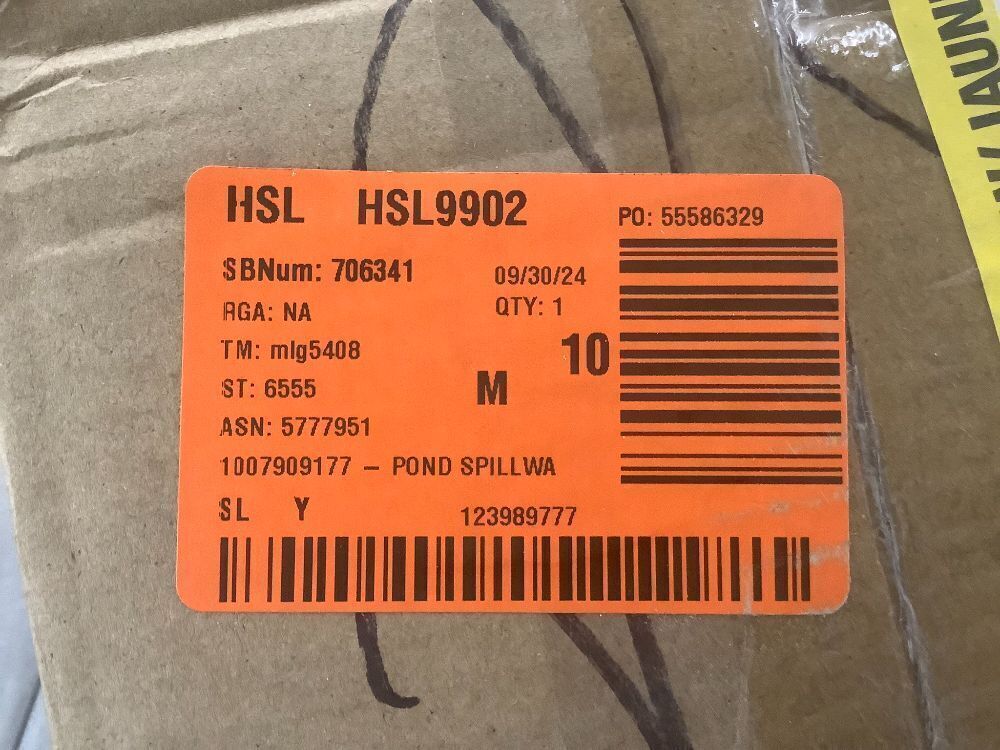 HSL HSL9902
PO: 55586329
SBNum: 706341
09/30/24
RGA: NA
QTY: 1
TM: mlg5408
10
ST: 6555
M
ASN: 5777951
1007909177 – POND SPILLWA
SL Y
123989777